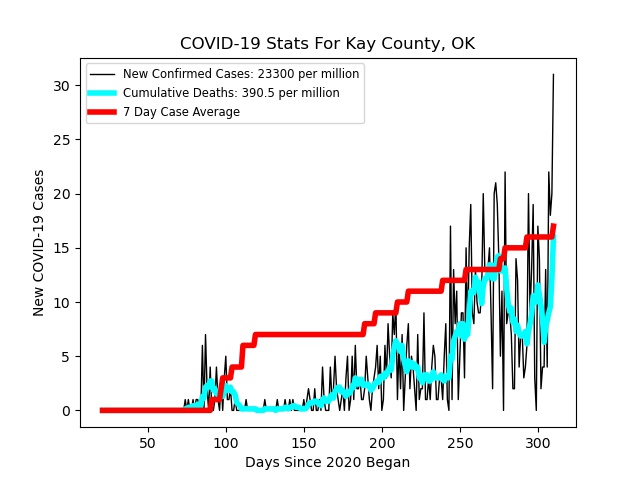 COVID-19 Stats For Kay County, OK
New Confirmed Cases: 23300 per million
Cumulative Deaths: 390.5 per million
7 Day Case Average
30
25
20
15
10
5
0
New COVID-19 Cases
50 100 150 200 250 300
Days Since 2020 Began